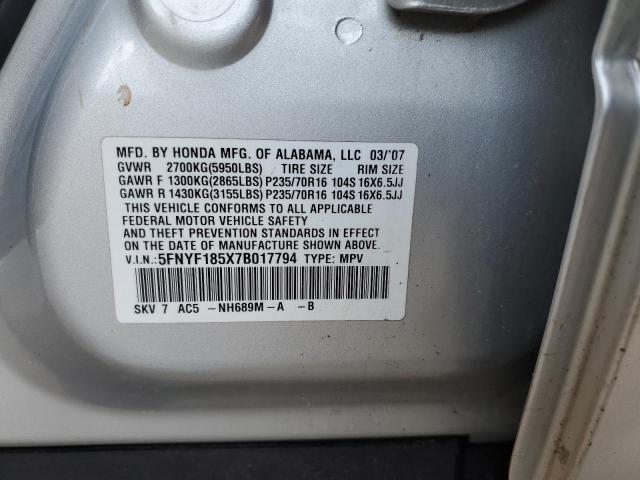 MFD. BY HONDA MFG. OF ALABAMA, LLC 03/'07
GVWR 2700KG(5950LBS) TIRE SIZE RIM SIZE
GAWR F 1300KG(2865LBS) P235/70R16 104S 16X6.5JJ
GAWR R 1430KG(3155LBS) P235/70R16 104S 16X6.5JJ
THIS VEHICLE CONFORMS TO ALL APPLICABLE
FEDERAL MOTOR VEHICLE SAFETY
AND THEFT PREVENTION STANDARDS IN EFFECT
ON THE DATE OF MANUFACTURE SHOWN ABOVE.
V.I.N.:5FNYF185X7B017794 TYPE: MPV
SKV 7 AC5 -NH689M-A -B